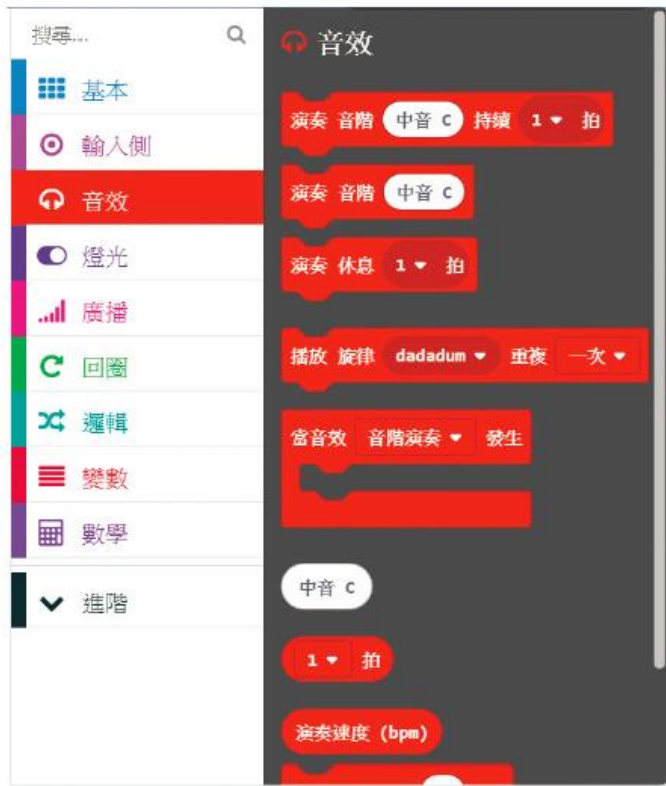 搜尋...
基本
輸入側
音效
燈光
廣播
回圈
邏輯
變數
數學
進階
音效
演奏 音階 中音 C 持續 1 拍
演奏 音階 中音 C
演奏 休息 1 拍
播放 旋律 dadadum 重複 一次
當音效 音階演奏 發生
中音 C
1 拍
演奏速度 (bpm)